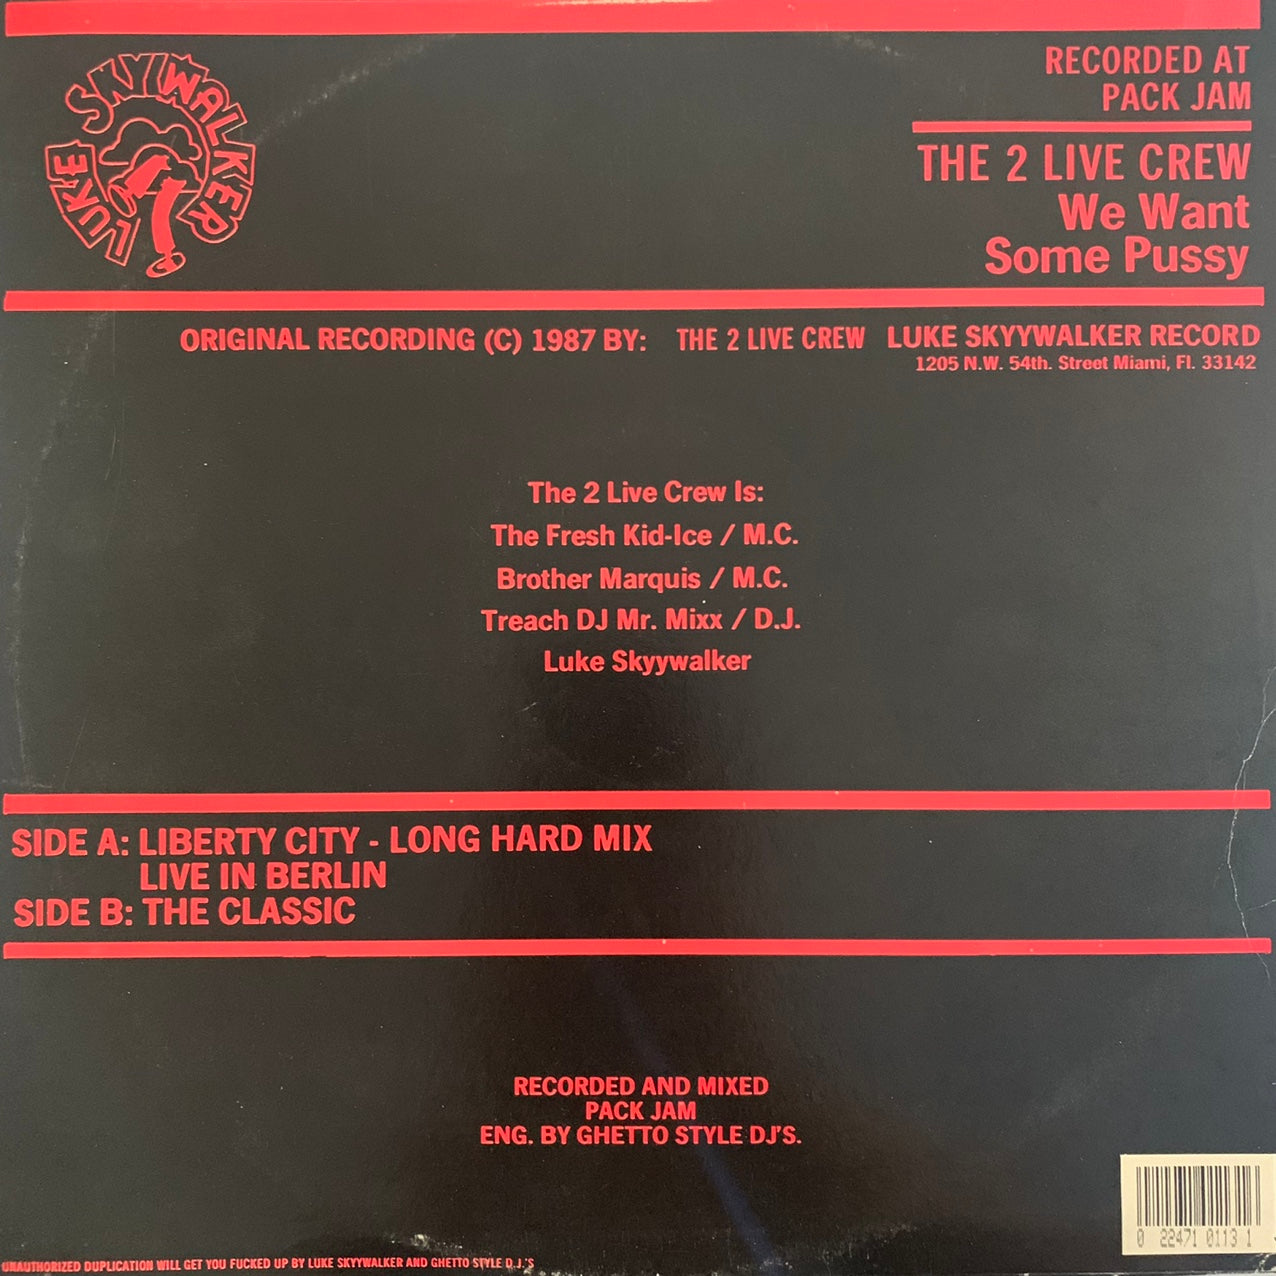 LUKE SKYYWALKER
RECORDED AT
PACK JAM
THE 2 LIVE CREW
We Want
Some Pussy
ORIGINAL RECORDING (C) 1987 BY: THE 2 LIVE CREW LUKE SKYYWALKER RECORD
1205 N.W. 54th. Street Miami, Fl. 33142
The 2 Live Crew Is:
The Fresh Kid-Ice / M.C.
Brother Marquis / M.C.
Treach DJ Mr. Mixx / D.J.
Luke Skyywalker
SIDE A: LIBERTY CITY - LONG HARD MIX
LIVE IN BERLIN
SIDE B: THE CLASSIC
RECORDED AND MIXED
PACK JAM
ENG. BY GHETTO STYLE DJ'S.
0 22471 0113 1
UNAUTHORIZED DUPLICATION WILL GET YOU FUCKED UP BY LUKE SKYYWALKER AND GHETTO STYLE D.J.'S